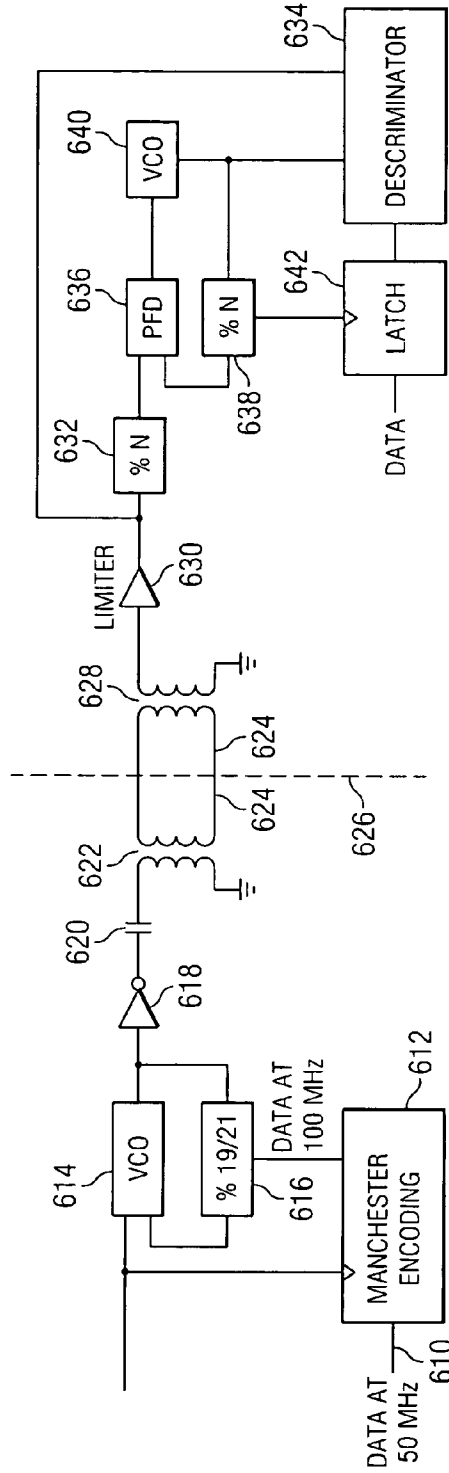 614
VCO
% 19/21
616
DATA AT
100 MHz
612
MANCHESTER
ENCODING
DATA AT
50 MHz
610
618
620
622
624
624
626
628
LIMITER
630
632
% N
636
PFD
640
VCO
% N
638
634
DESCRIMINATOR
642
LATCH
DATA